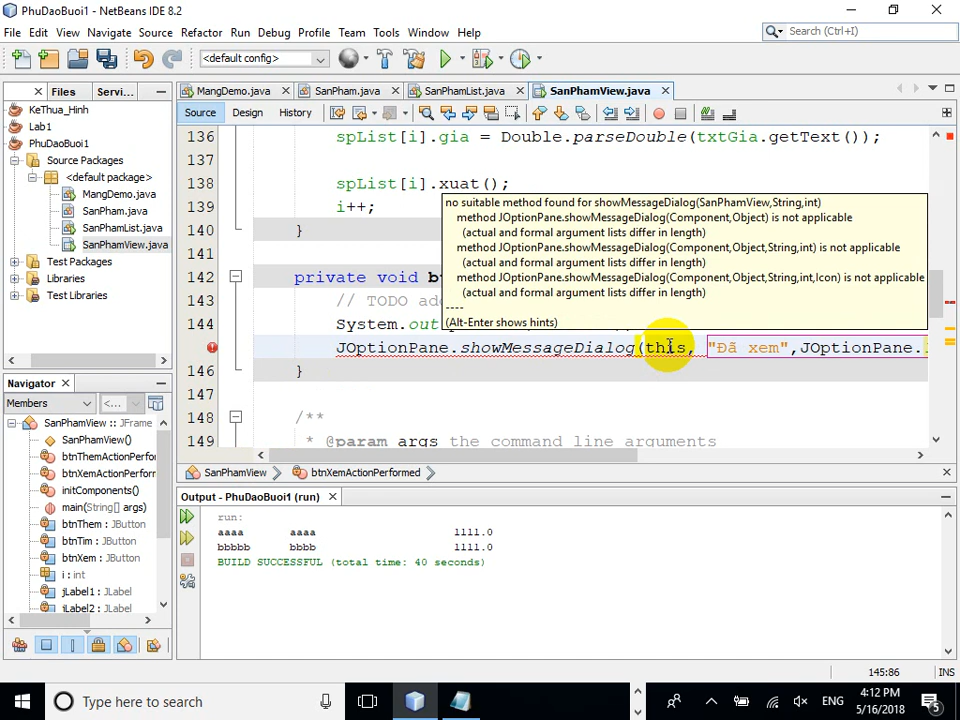 PhuDaoBuoi1 - NetBeans IDE 8.2
File Edit View Navigate Source Refactor Run Debug Profile Team Tools Window Help
Search (Ctrl+I)
<default config>
Files Servi...
MangDemo.java SanPham.java SanPhamList.java SanPhamView.java
KeThua_Hinh
Lab1
PhuDaoBuoi1
Source Packages
<default package>
MangDemo.java
SanPham.java
SanPhamList.java
SanPhamView.java
Test Packages
Libraries
Test Libraries
Source Design History
136 spList[i].gia = Double.parseDouble(txtGia.getText());
137
138 spList[i].xuat();
139 i++;
140 }
141
142 private void b
143 // TODO ad
144 System.out
JOptionPane.showMessageDialog(this, "Đã xem",JOptionPane.
146 }
147
148 /**
149 * @param args the command line arguments
no suitable method found for showMessageDialog(SanPhamView,String,int)
method JOptionPane.showMessageDialog(Component,Object) is not applicable
(actual and formal argument lists differ in length)
method JOptionPane.showMessageDialog(Component,Object,String,int) is not applicable
(actual and formal argument lists differ in length)
method JOptionPane.showMessageDialog(Component,Object,String,int,Icon) is not applicable
(actual and formal argument lists differ in length)
----
(Alt-Enter shows hints)
Navigator
Members <...
SanPhamView :: JFrame
SanPhamView()
btnThemActionPerfo
btnXemActionPerfor
initComponents()
main(String[] args)
btnThem : JButton
btnTim : JButton
btnXem : JButton
i : int
jLabel1 : JLabel
jLabel2 : JLabel
SanPhamView btnXemActionPerformed
Output - PhuDaoBuoi1 (run)
run:
aaaa aaaa 1111.0
bbbbb bbbb 1111.0
BUILD SUCCESSFUL (total time: 40 seconds)
145:86 INS
Type here to search
ENG
4:12 PM
5/16/2018
5